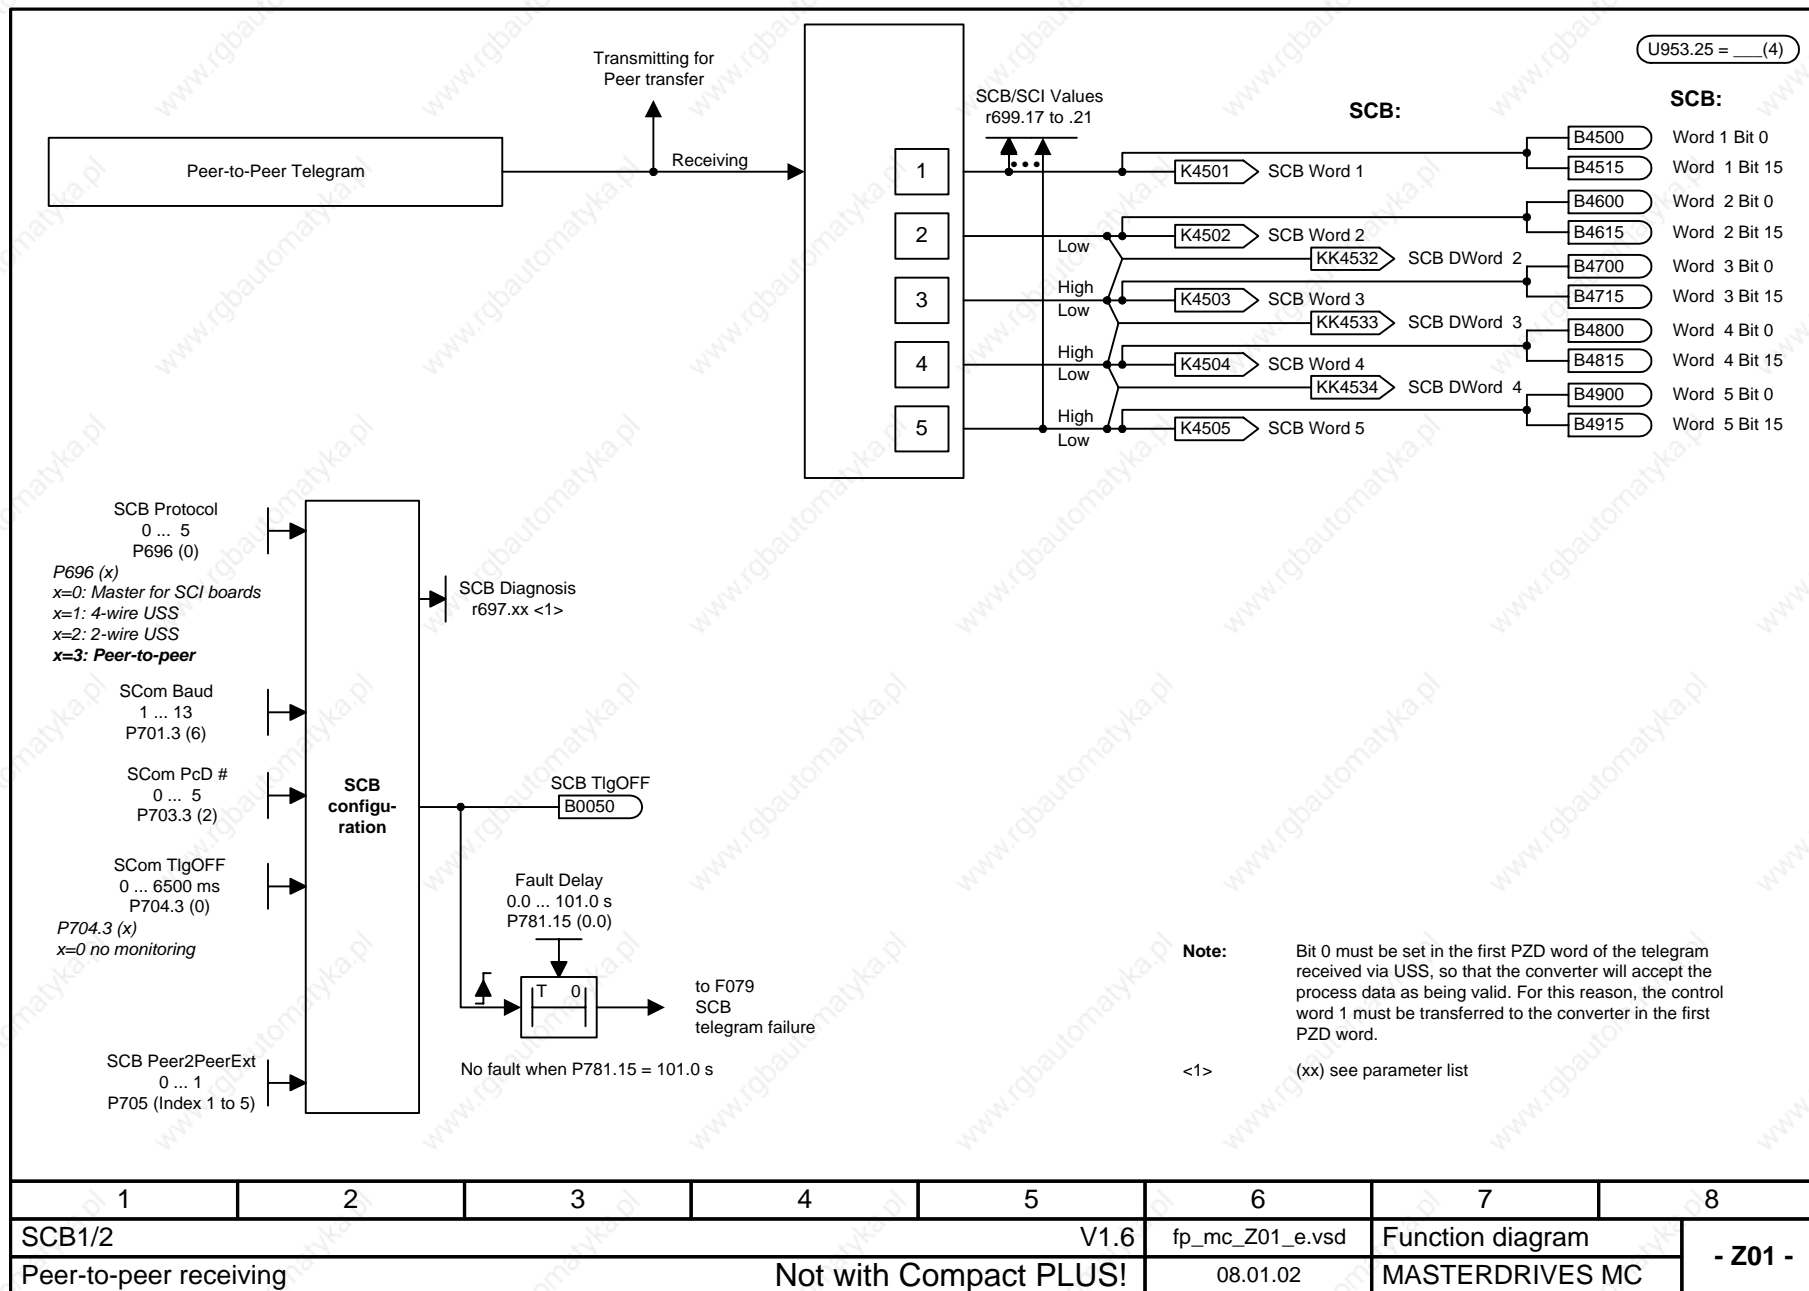 U953.25 = ___(4)
Transmitting for
Peer transfer
SCB/SCI Values
r699.17 to .21
SCB:
SCB:
Peer-to-Peer Telegram
Receiving
1
K4501
SCB Word 1
B4500
Word 1 Bit 0
B4515
Word 1 Bit 15
2
Low
K4502
SCB Word 2
B4600
Word 2 Bit 0
B4615
Word 2 Bit 15
KK4532
SCB DWord 2
3
High
Low
K4503
SCB Word 3
B4700
Word 3 Bit 0
B4715
Word 3 Bit 15
KK4533
SCB DWord 3
4
High
Low
K4504
SCB Word 4
B4800
Word 4 Bit 0
B4815
Word 4 Bit 15
KK4534
SCB DWord 4
5
High
Low
K4505
SCB Word 5
B4900
Word 5 Bit 0
B4915
Word 5 Bit 15
SCB Protocol
0 ... 5
P696 (0)
P696 (x)
x=0: Master for SCI boards
x=1: 4-wire USS
x=2: 2-wire USS
x=3: Peer-to-peer
SCB Diagnosis
r697.xx <1>
SCom Baud
1 ... 13
P701.3 (6)
SCom PcD #
0 ... 5
P703.3 (2)
SCB
configu-
ration
SCB TlgOFF
B0050
SCom TlgOFF
0 ... 6500 ms
P704.3 (0)
P704.3 (x)
x=0 no monitoring
Fault Delay
0.0 ... 101.0 s
P781.15 (0.0)
T 0
to F079
SCB
telegram failure
No fault when P781.15 = 101.0 s
SCB Peer2PeerExt
0 ... 1
P705 (Index 1 to 5)
Note:
Bit 0 must be set in the first PZD word of the telegram
received via USS, so that the converter will accept the
process data as being valid. For this reason, the control
word 1 must be transferred to the converter in the first
PZD word.
<1>
(xx) see parameter list
1 2 3 4 5 6 7 8
SCB1/2
V1.6
fp_mc_Z01_e.vsd
Function diagram
- Z01 -
Peer-to-peer receiving
Not with Compact PLUS!
08.01.02
MASTERDRIVES MC
www.rgbautomatyka.pl